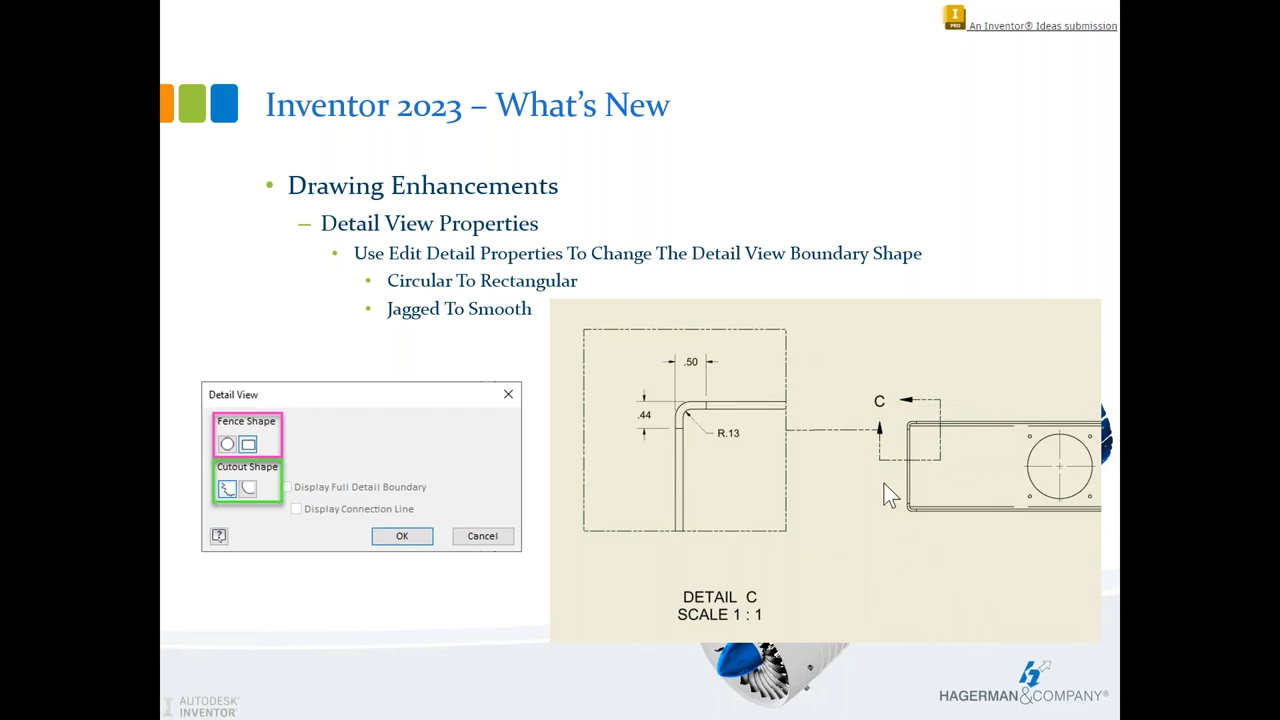 An Inventor® Ideas submission
PRO
Inventor 2023 – What's New
• Drawing Enhancements
– Detail View Properties
• Use Edit Detail Properties To Change The Detail View Boundary Shape
• Circular To Rectangular
• Jagged To Smooth
Detail View
Fence Shape
Cutout Shape
Display Full Detail Boundary
Display Connection Line
OK
Cancel
.50
.44
R.13
C
DETAIL C
SCALE 1 : 1
AUTODESK®
INVENTOR®
HAGERMAN&COMPANY®